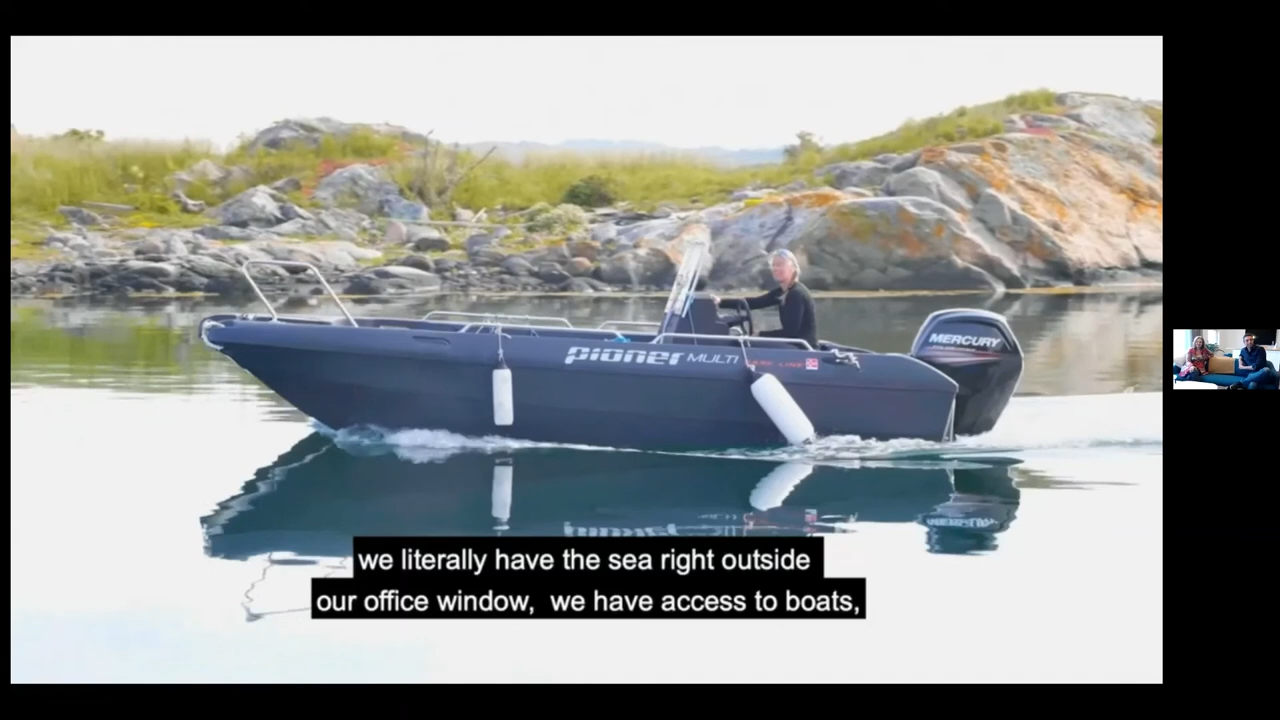 MERCURY
pioner MULTI
we literally have the sea right outside
our office window, we have access to boats,